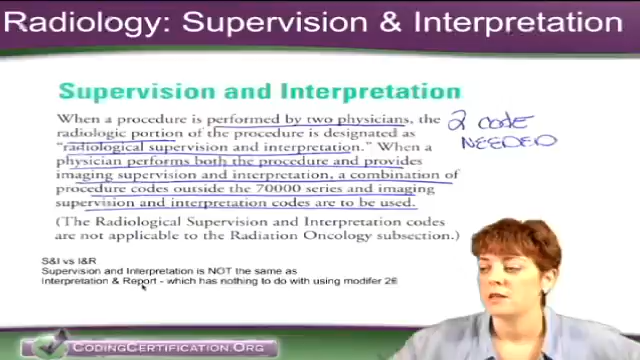 Radiology: Supervision & Interpretation
Supervision and Interpretation
When a procedure is performed by two physicians, the
radiologic portion of the procedure is designated as
“radiological supervision and interpretation.” When a
physician performs both the procedure and provides
imaging supervision and interpretation, a combination of
procedure codes outside the 70000 series and imaging
supervision and interpretation codes are to be used.
(The Radiological Supervision and Interpretation codes
are not applicable to the Radiation Oncology subsection.)
2 code
NEEDED
S&I vs I&R
Supervision and Interpretation is NOT the same as
Interpretation & Report - which has nothing to do with using modifer
CODINGCERTIFICATION.ORG